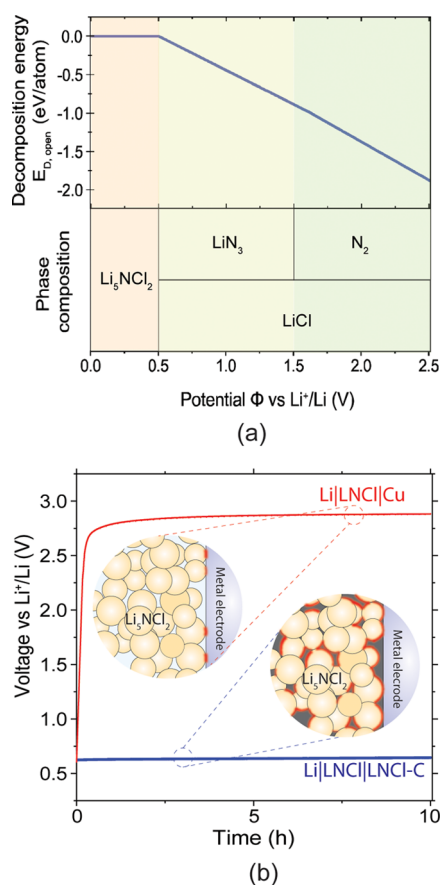 Decomposition energy
E_D, open (eV/atom)
0.0
-0.5
-1.0
-1.5
-2.0
Phase
composition
Li₅NCl₂
LiN₃
N₂
LiCl
0.0 0.5 1.0 1.5 2.0 2.5
Potential Φ vs Li⁺/Li (V)
(a)
Voltage vs Li⁺/Li (V)
3.0
2.5
2.0
1.5
1.0
0.5
Li|LNCl|Cu
Li₅NCl₂
Metal electrode
Li₅NCl₂
Metal elecrode
Li|LNCl|LNCl-C
0 5 10
Time (h)
(b)